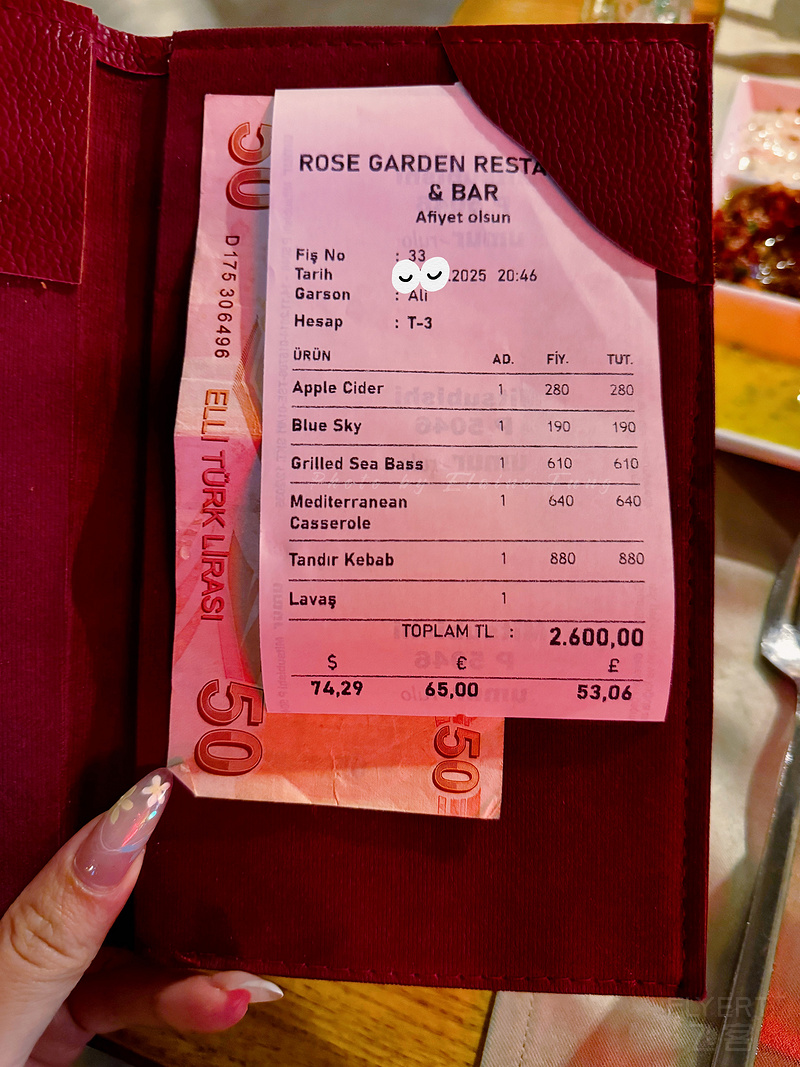 ROSE GARDEN RESTA
& BAR
Afiyet olsun
Fiş No : 33
Tarih .2025 20:46
Garson : Ali
Hesap : T-3
ÜRÜN AD. FİY. TUT.
Apple Cider 1 280 280
Blue Sky 1 190 190
Grilled Sea Bass 1 610 610
Mediterranean 1 640 640
Casserole
Tandır Kebab 1 880 880
Lavaş 1
TOPLAM TL : 2.600,00
$ € £
74,29 65,00 53,06
50
D175 306496
ELLİ TÜRK LİRASI
50
50